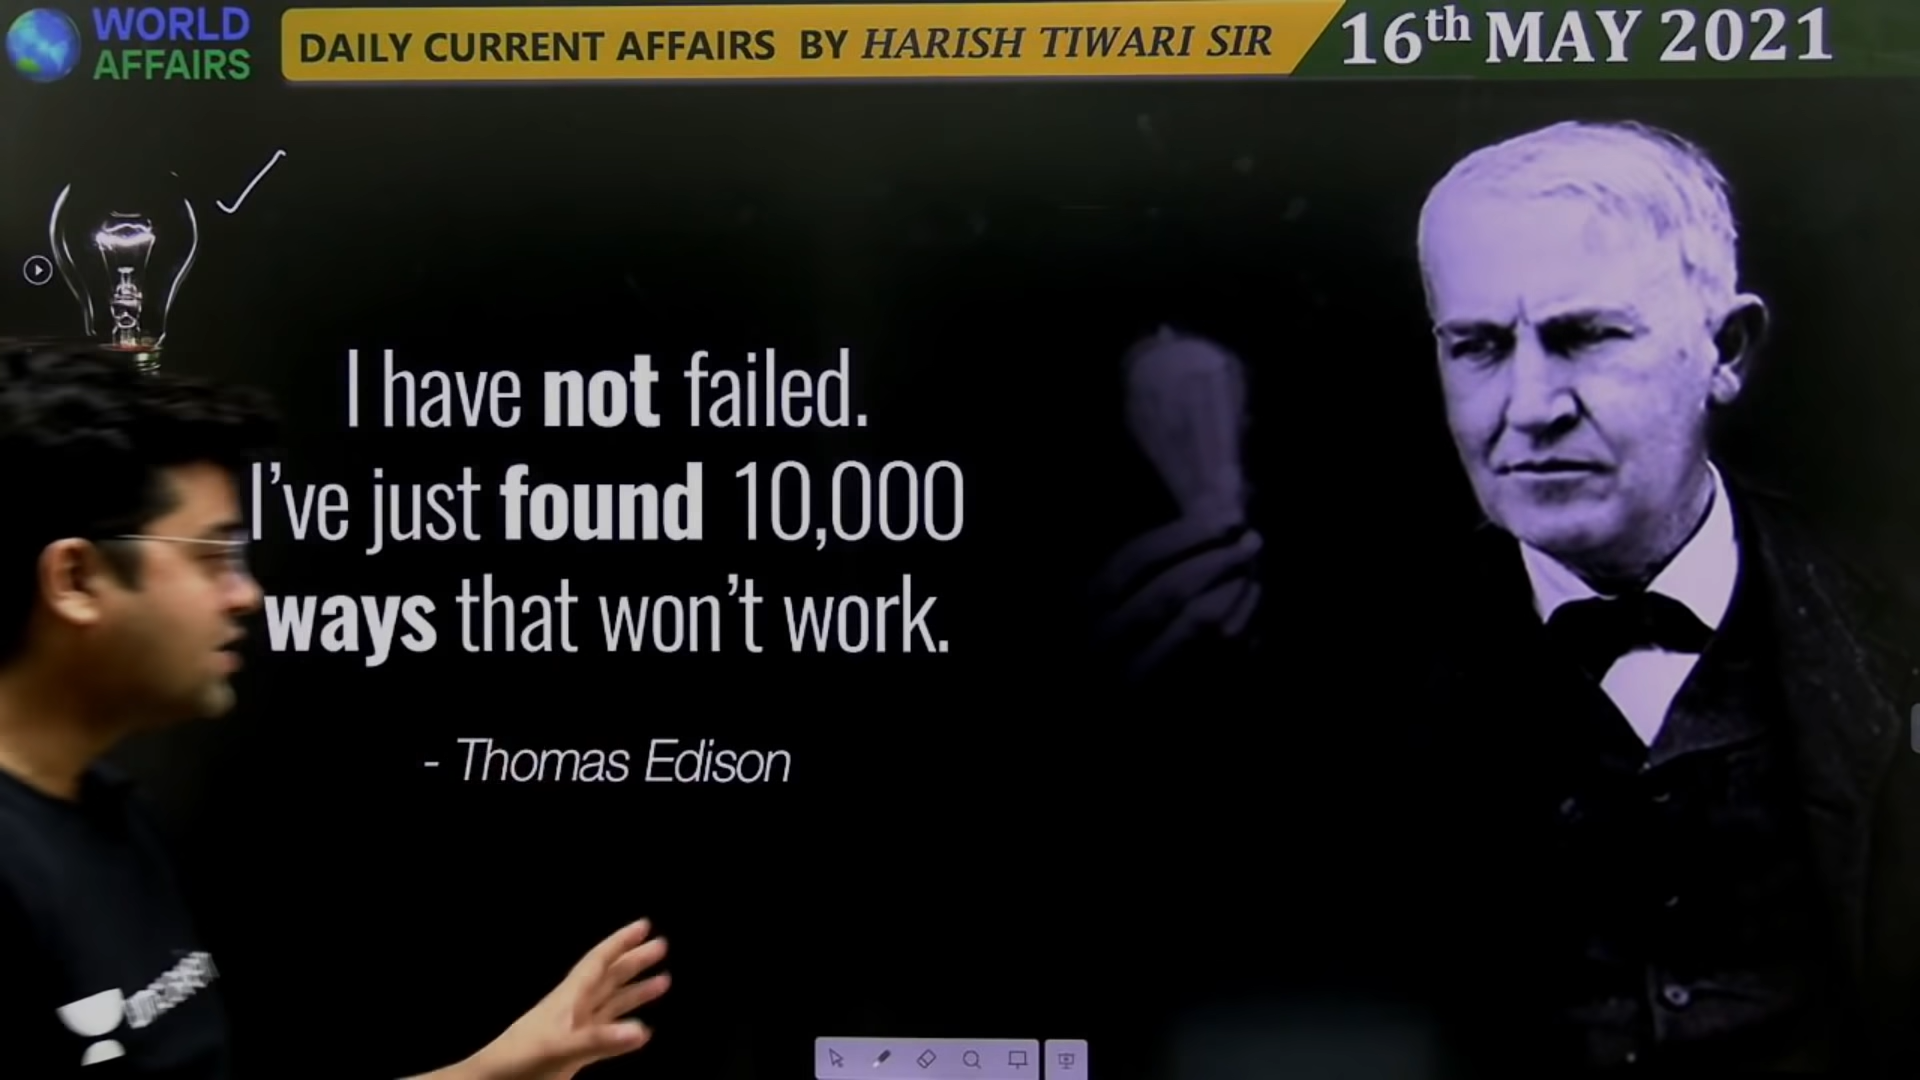 WORLD
AFFAIRS
DAILY CURRENT AFFAIRS BY HARISH TIWARI SIR
16th MAY 2021
I have not failed.
I've just found 10,000
ways that won't work.
- Thomas Edison